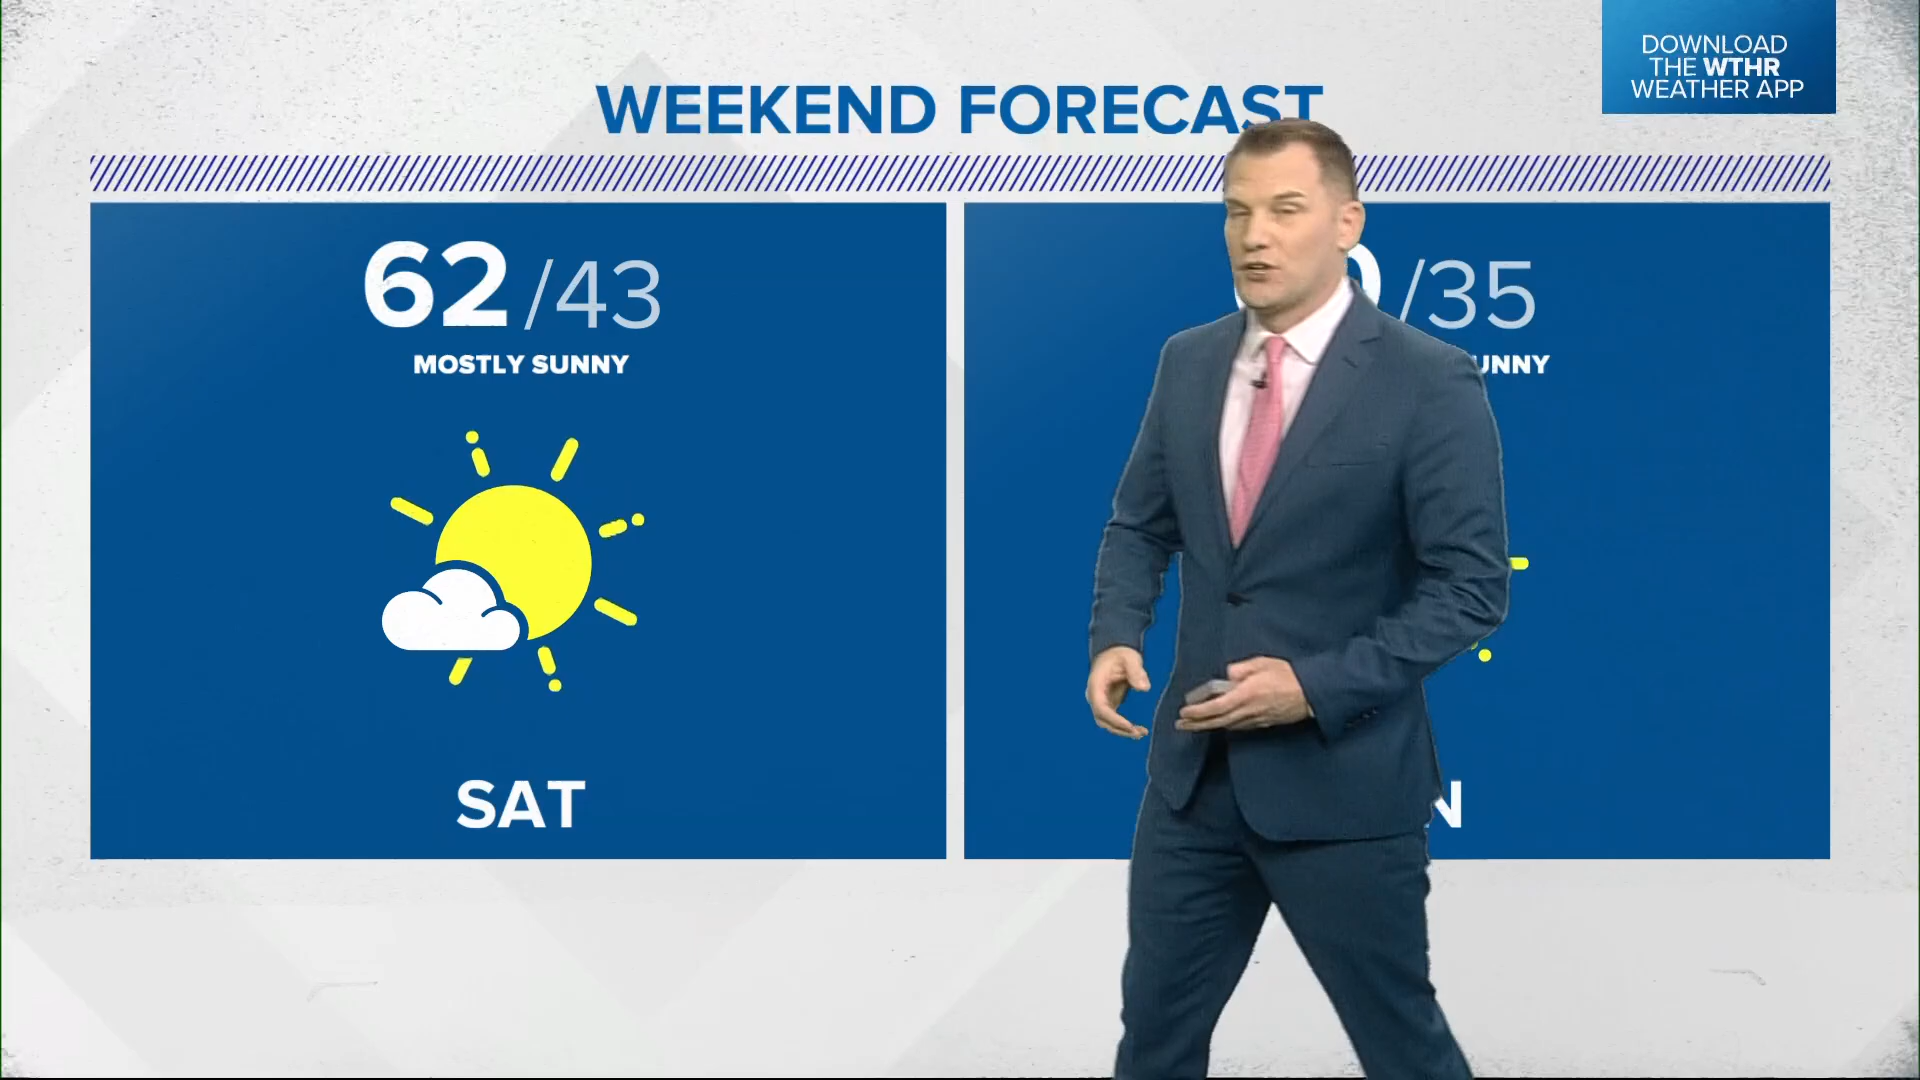 DOWNLOAD
THE WTHR
WEATHER APP
WEEKEND FORECAST
62/43
MOSTLY SUNNY
SAT
/35